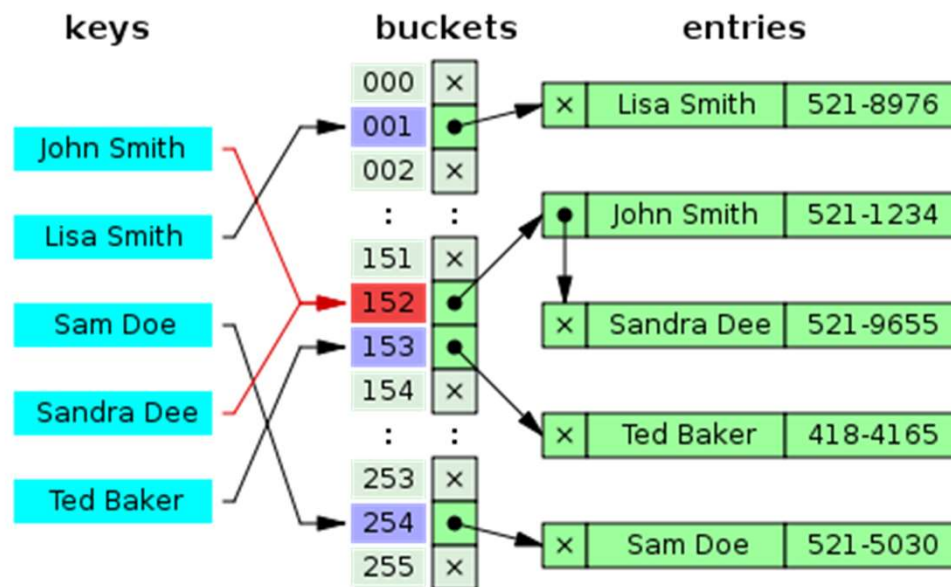 keys
buckets
entries
John Smith
Lisa Smith
Sam Doe
Sandra Dee
Ted Baker
000 ×
001
002 ×
: :
151 ×
152
153
154 ×
: :
253 ×
254
255 ×
× Lisa Smith 521-8976
John Smith 521-1234
× Sandra Dee 521-9655
× Ted Baker 418-4165
× Sam Doe 521-5030